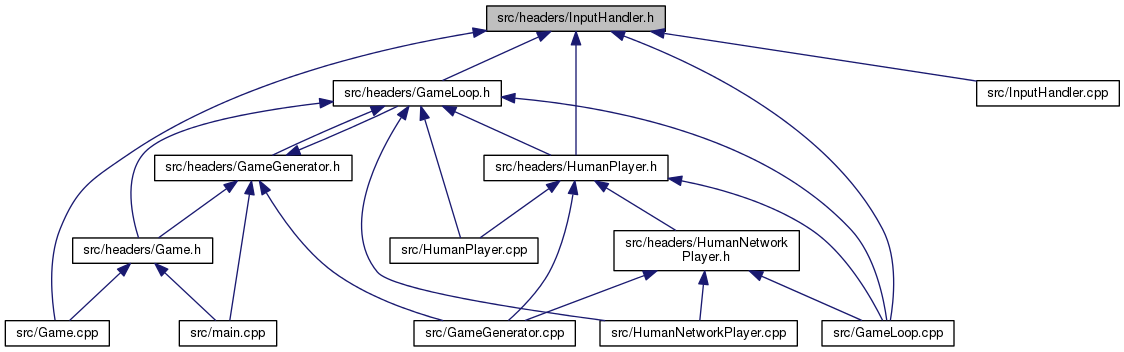 src/headers/InputHandler.h
src/headers/GameLoop.h
src/InputHandler.cpp
src/headers/GameGenerator.h
src/headers/HumanPlayer.h
src/headers/Game.h
src/HumanPlayer.cpp
src/headers/HumanNetwork
Player.h
src/Game.cpp
src/main.cpp
src/GameGenerator.cpp
src/HumanNetworkPlayer.cpp
src/GameLoop.cpp